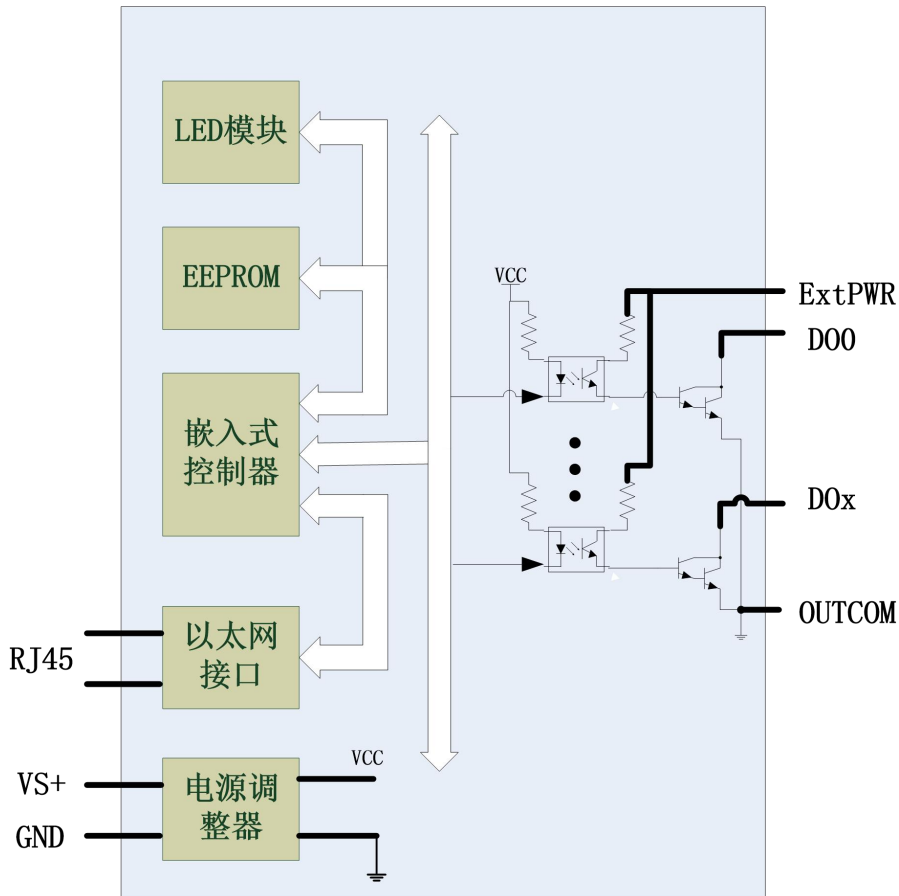 LED模块
EEPROM
嵌入式
控制器
以太网
接口
RJ45
电源调
整器
VS+
GND
VCC
VCC
ExtPWR
DO0
DOx
OUTCOM